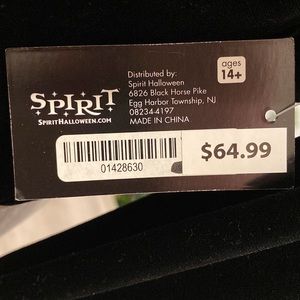 Distributed by:
Spirit Halloween
6826 Black Horse Pike
Egg Harbor Township, NJ
08234-4197
MADE IN CHINA
ages
14+
SPIRIT
SPIRITHALLOWEEN.COM
01428630
$64.99